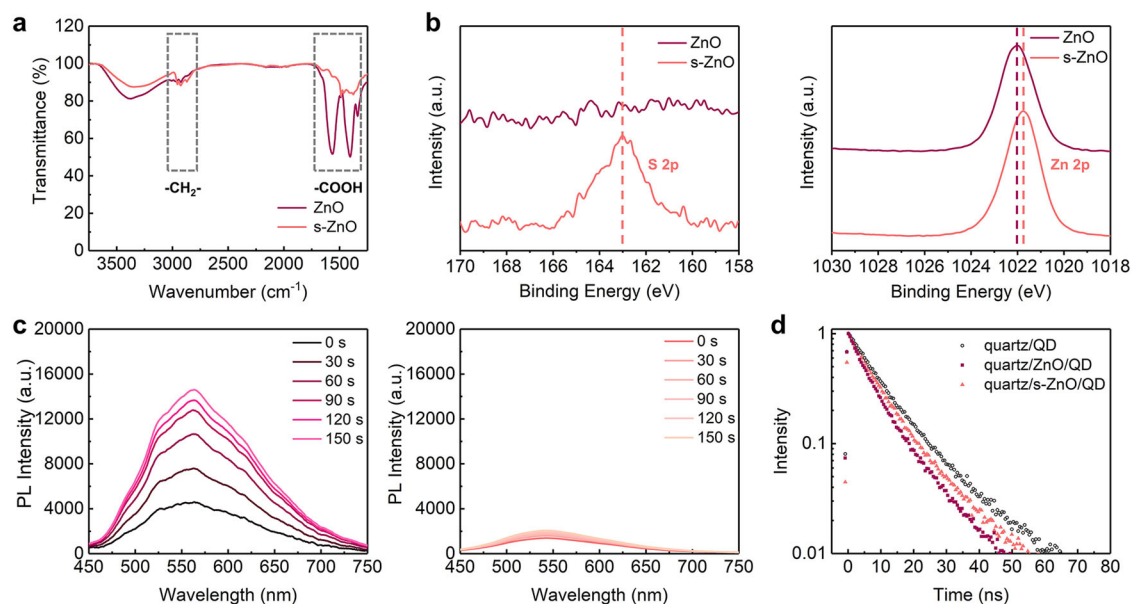 a
120
100
80
60
40
20
0
Transmittance (%)
-CH2-
-COOH
ZnO
s-ZnO
3500 3000 2500 2000 1500
Wavenumber (cm-1)
b
Intensity (a.u.)
ZnO
s-ZnO
S 2p
170 168 166 164 162 160 158
Binding Energy (eV)
Intensity (a.u.)
ZnO
s-ZnO
Zn 2p
1030 1028 1026 1024 1022 1020 1018
Binding Energy (eV)
c
20000
16000
12000
8000
4000
0
PL Intensity (a.u.)
0 s
30 s
60 s
90 s
120 s
150 s
450 500 550 600 650 700 750
Wavelength (nm)
20000
16000
12000
8000
4000
0
PL Intensity (a.u.)
0 s
30 s
60 s
90 s
120 s
150 s
450 500 550 600 650 700 750
Wavelength (nm)
d
1
0.1
0.01
Intensity
quartz/QD
quartz/ZnO/QD
quartz/s-ZnO/QD
0 10 20 30 40 50 60 70 80
Time (ns)